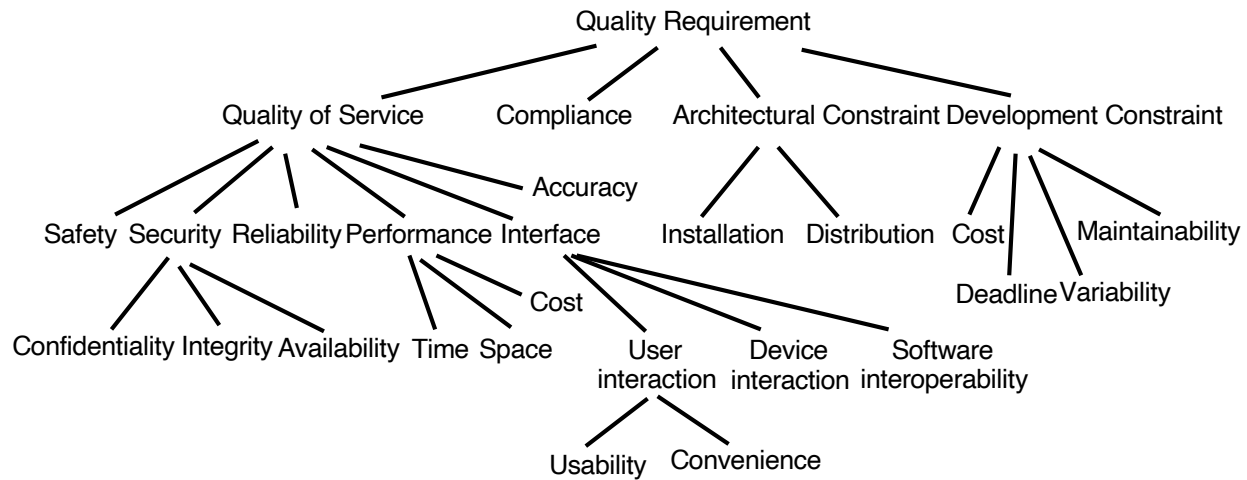 Quality Requirement
Quality of Service
Compliance
Architectural Constraint
Development Constraint
Accuracy
Safety
Security
Reliability
Performance
Interface
Installation
Distribution
Cost
Maintainability
Deadline
Variability
Cost
Confidentiality
Integrity
Availability
Time
Space
User
interaction
Device
interaction
Software
interoperability
Usability
Convenience